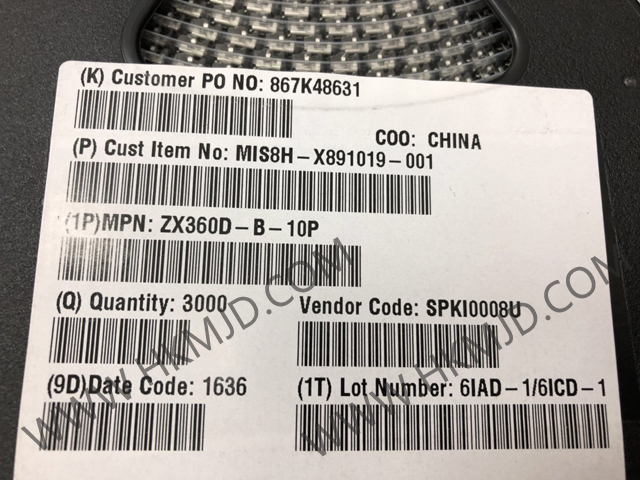 (K) Customer PO NO: 867K48631
COO: CHINA
(P) Cust Item No: MIS8H-X891019-001
(1P)MPN: ZX360D-B-10P
(Q) Quantity: 3000
Vendor Code: SPKI0008U
(9D)Date Code: 1636
(1T) Lot Number: 6IAD-1/6ICD-1
WWW.HKMJD.COM
WWW.HKMJD.COM